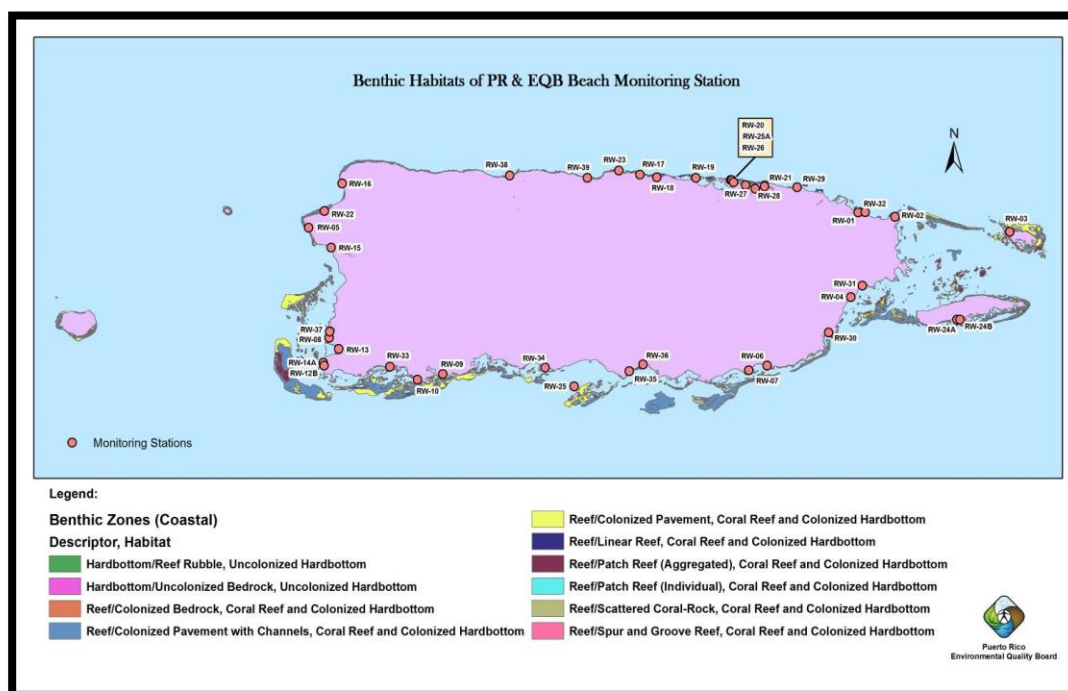 Benthic Habitats of PR & EQB Beach Monitoring Station
N
RW-20
RW-25A
RW-26
RW-38
RW-39
RW-23
RW-17
RW-18
RW-19
RW-27
RW-28
RW-21
RW-29
RW-16
RW-22
RW-05
RW-15
RW-01
RW-32
RW-02
RW-03
RW-31
RW-04
RW-24A
RW-24B
RW-30
RW-37
RW-08
RW-13
RW-14A
RW-12B
RW-33
RW-09
RW-10
RW-34
RW-25
RW-36
RW-35
RW-06
RW-07
Monitoring Stations
Legend:
Benthic Zones (Coastal)
Descriptor, Habitat
Hardbottom/Reef Rubble, Uncolonized Hardbottom
Hardbottom/Uncolonized Bedrock, Uncolonized Hardbottom
Reef/Colonized Bedrock, Coral Reef and Colonized Hardbottom
Reef/Colonized Pavement with Channels, Coral Reef and Colonized Hardbottom
Reef/Colonized Pavement, Coral Reef and Colonized Hardbottom
Reef/Linear Reef, Coral Reef and Colonized Hardbottom
Reef/Patch Reef (Aggregated), Coral Reef and Colonized Hardbottom
Reef/Patch Reef (Individual), Coral Reef and Colonized Hardbottom
Reef/Scattered Coral-Rock, Coral Reef and Colonized Hardbottom
Reef/Spur and Groove Reef, Coral Reef and Colonized Hardbottom
Puerto Rico
Environmental Quality Board